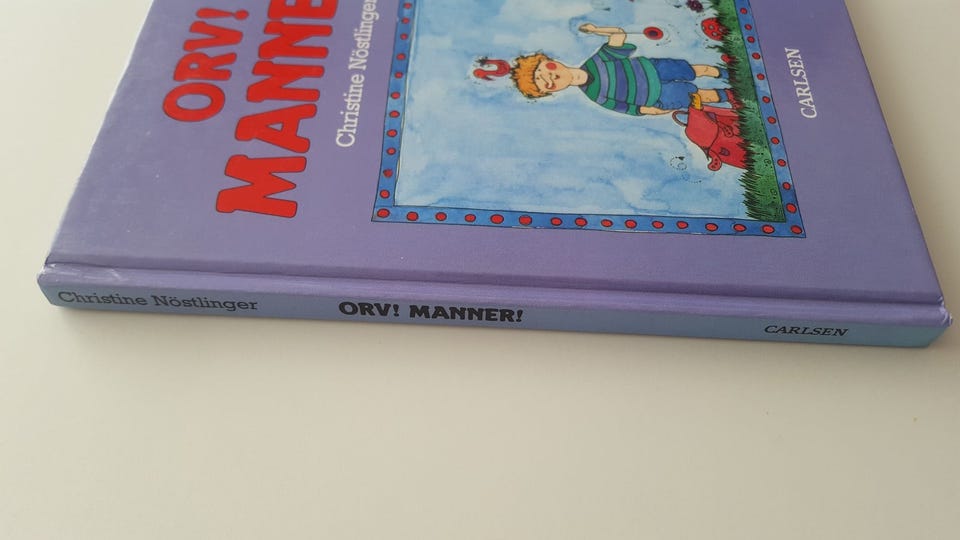 ORV!
MANNE
Christine Nöstlinger
CARLSEN
Christine Nöstlinger ORV! MANNER! CARLSEN